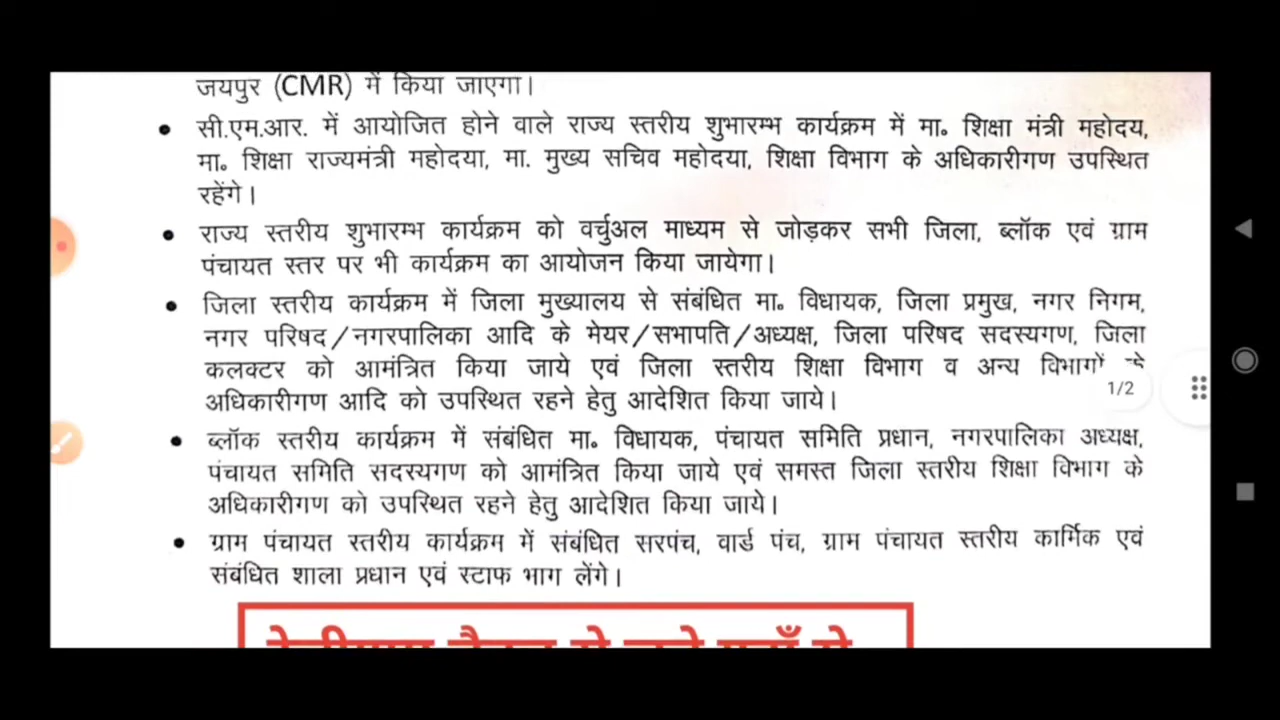 जयपुर (CMR) में किया जाएगा।
• सी.एम.आर. में आयोजित होने वाले राज्य स्तरीय शुभारम्भ कार्यक्रम में मा० शिक्षा मंत्री महोदय,
मा० शिक्षा राज्यमंत्री महोदया, मा. मुख्य सचिव महोदया, शिक्षा विभाग के अधिकारीगण उपस्थित
रहेंगे।
• राज्य स्तरीय शुभारम्भ कार्यक्रम को वर्चुअल माध्यम से जोड़कर सभी जिला, ब्लॉक एवं ग्राम
पंचायत स्तर पर भी कार्यक्रम का आयोजन किया जायेगा।
• जिला स्तरीय कार्यक्रम में जिला मुख्यालय से संबंधित मा० विधायक, जिला प्रमुख, नगर निगम,
नगर परिषद/नगरपालिका आदि के मेयर/सभापति/अध्यक्ष, जिला परिषद सदस्यगण, जिला
कलक्टर को आमंत्रित किया जाये एवं जिला स्तरीय शिक्षा विभाग व अन्य विभागों के
1/2
अधिकारीगण आदि को उपस्थित रहने हेतु आदेशित किया जाये।
• ब्लॉक स्तरीय कार्यक्रम में संबंधित मा० विधायक, पंचायत समिति प्रधान, नगरपालिका अध्यक्ष,
पंचायत समिति सदस्यगण को आमंत्रित किया जाये एवं समस्त जिला स्तरीय शिक्षा विभाग के
अधिकारीगण को उपस्थित रहने हेतु आदेशित किया जाये।
• ग्राम पंचायत स्तरीय कार्यक्रम में संबंधित सरपंच, वार्ड पंच, ग्राम पंचायत स्तरीय कार्मिक एवं
संबंधित शाला प्रधान एवं स्टाफ भाग लेंगे।